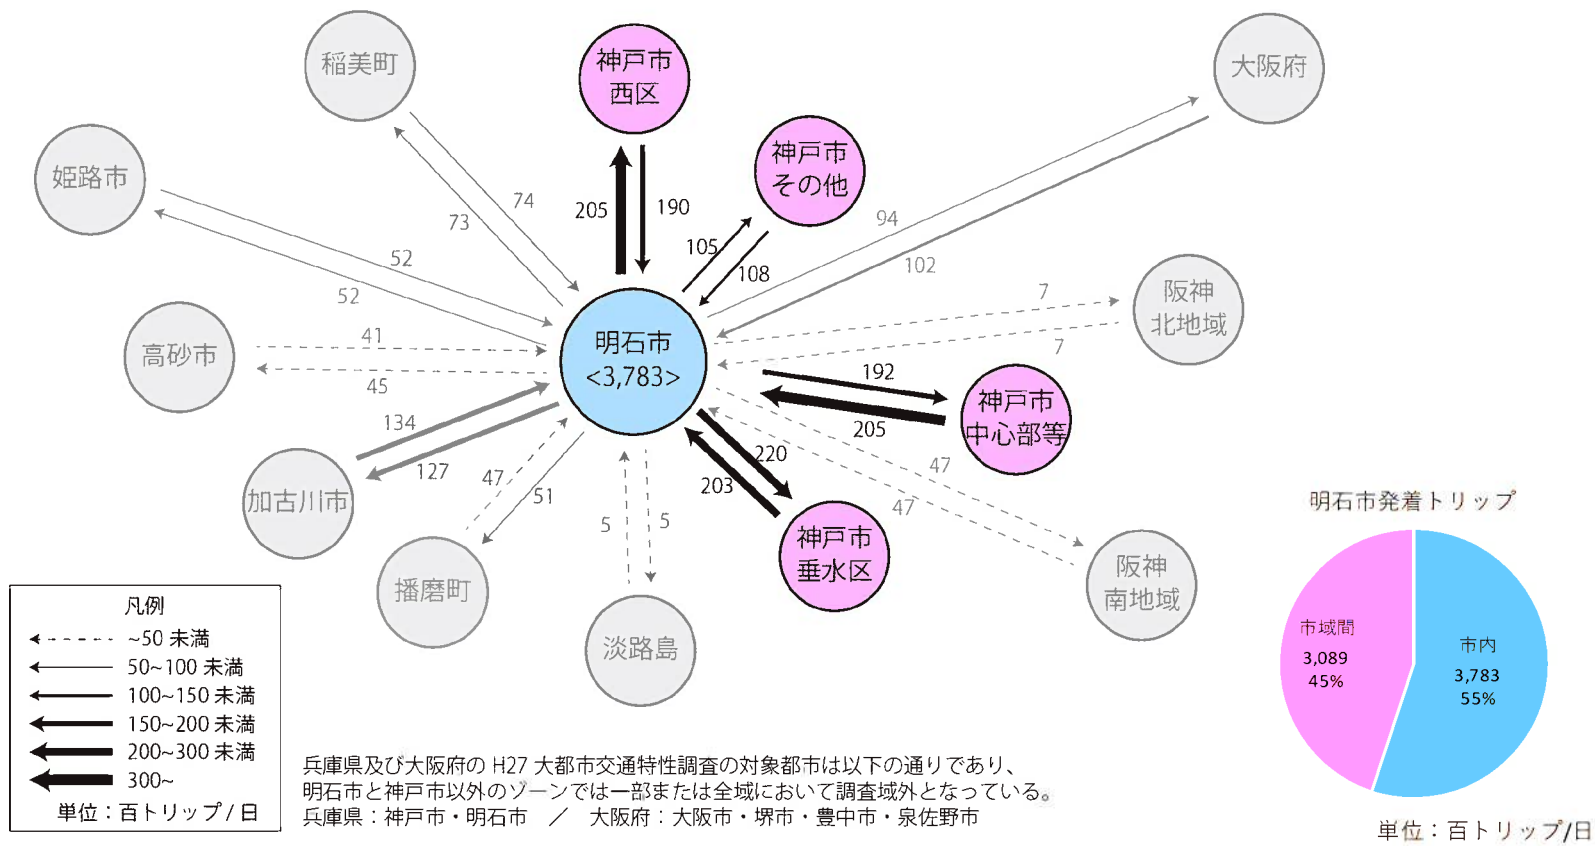 稲美町
神戸市
西区
大阪府
神戸市
その他
姫路市
74
73
205
190
105
108
94
102
52
52
阪神
北地域
7
7
高砂市
41
45
明石市
<3,783>
192
205
神戸市
中心部等
134
127
加古川市
47
51
220
203
47
47
5
5
神戸市
垂水区
播磨町
淡路島
阪神
南地域
明石市発着トリップ
市域間
3,089
45%
市内
3,783
55%
単位：百トリップ/日
凡例
~50 未満
50~100 未満
100~150 未満
150~200 未満
200~300 未満
300~
単位：百トリップ / 日
兵庫県及び大阪府の H27 大都市交通特性調査の対象都市は以下の通りであり、
明石市と神戸市以外のゾーンでは一部または全域において調査域外となっている。
兵庫県：神戸市・明石市　／　大阪府：大阪市・堺市・豊中市・泉佐野市